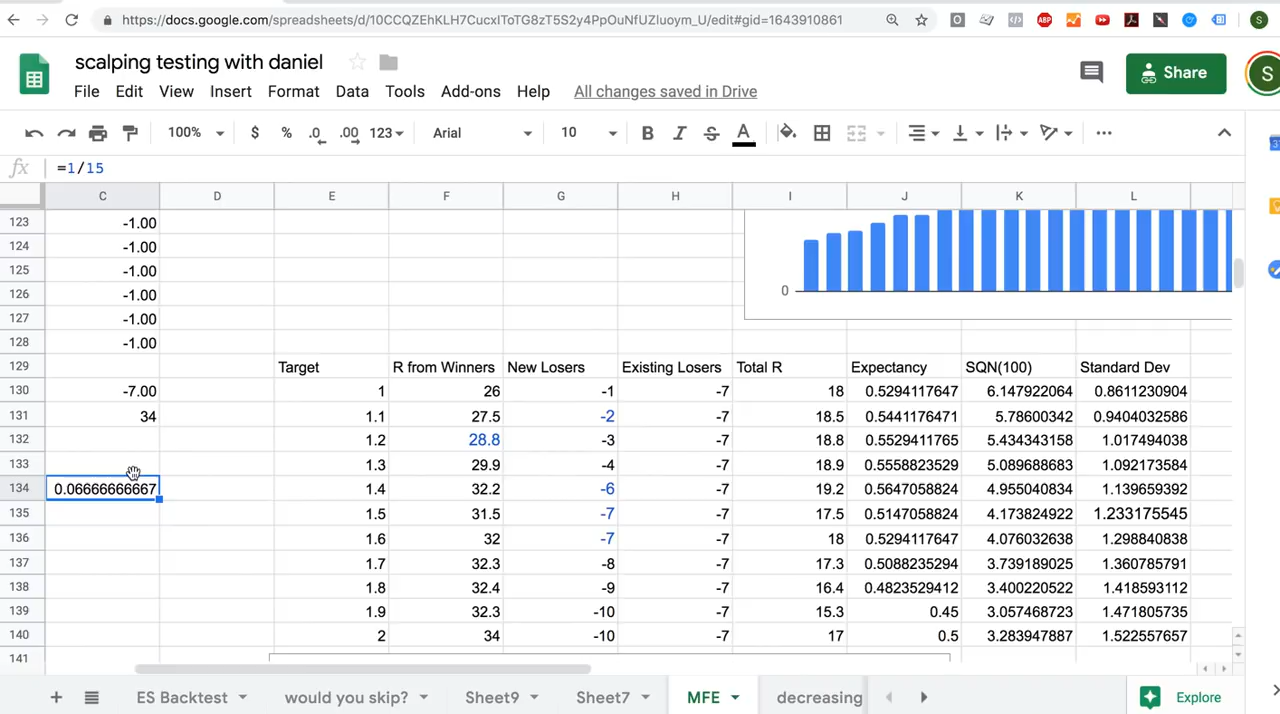 https://docs.google.com/spreadsheets/d/10CCQZEhKLH7CucxIToTG8zT5S2y4PpOuNfUZIuoym_U/edit#gid=1643910861
ABP
S
scalping testing with daniel
Share
S
File Edit View Insert Format Data Tools Add-ons Help All changes saved in Drive
100% $ % .0 .00 123 Arial 10 B I S A
fx =1/15
C D E F G H I J K L
123 -1.00
124 -1.00
125 -1.00
126 -1.00
0
127 -1.00
128 -1.00
129 Target R from Winners New Losers Existing Losers Total R Expectancy SQN(100) Standard Dev
130 -7.00 1 26 -1 -7 18 0.5294117647 6.147922064 0.8611230904
131 34 1.1 27.5 -2 -7 18.5 0.5441176471 5.78600342 0.9404032586
132 1.2 28.8 -3 -7 18.8 0.5529411765 5.434343158 1.017494038
133 1.3 29.9 -4 -7 18.9 0.5558823529 5.089688683 1.092173584
134 0.06666666667 1.4 32.2 -6 -7 19.2 0.5647058824 4.955040834 1.139659392
135 1.5 31.5 -7 -7 17.5 0.5147058824 4.173824922 1.233175545
136 1.6 32 -7 -7 18 0.5294117647 4.076032638 1.298840838
137 1.7 32.3 -8 -7 17.3 0.5088235294 3.739189025 1.360785791
138 1.8 32.4 -9 -7 16.4 0.4823529412 3.400220522 1.418593112
139 1.9 32.3 -10 -7 15.3 0.45 3.057468723 1.471805735
140 2 34 -10 -7 17 0.5 3.283947887 1.522557657
141
ES Backtest would you skip? Sheet9 Sheet7 MFE decreasing Explore